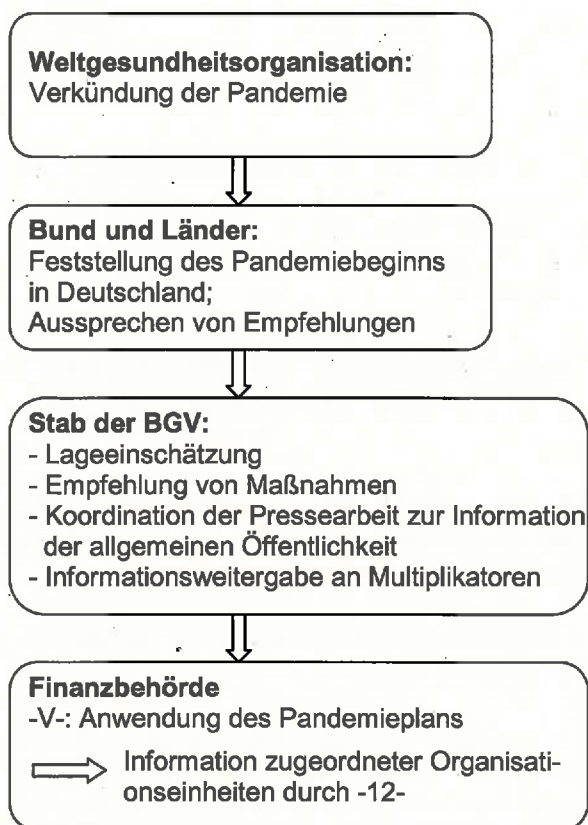 Weltgesundheitsorganisation:
Verkündung der Pandemie
Bund und Länder:
Feststellung des Pandemiebeginns
in Deutschland;
Aussprechen von Empfehlungen
Stab der BGV:
- Lageeinschätzung
- Empfehlung von Maßnahmen
- Koordination der Pressearbeit zur Information
der allgemeinen Öffentlichkeit
- Informationsweitergabe an Multiplikatoren
Finanzbehörde
-V-: Anwendung des Pandemieplans
Information zugeordneter Organisati-
onseinheiten durch -12-